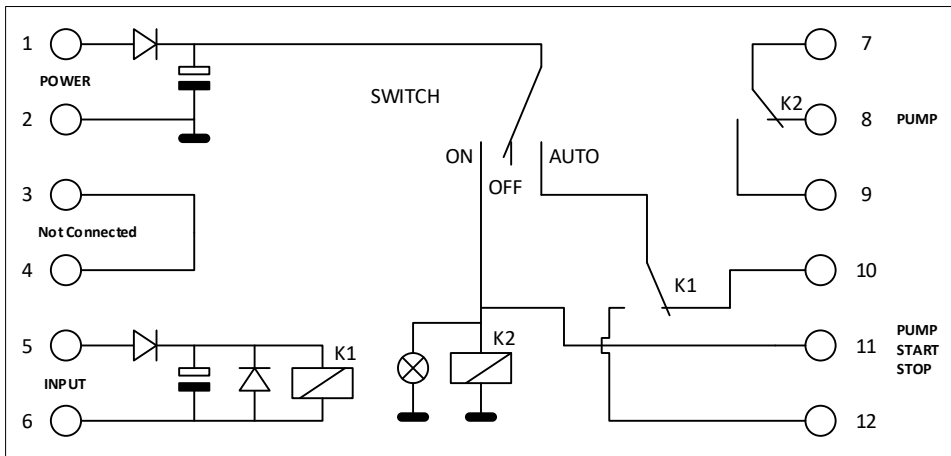 1
POWER
2
3
Not Connected
4
5
INPUT
6
SWITCH
ON
OFF
AUTO
K1
K2
K1
K2
7
8 PUMP
9
10
11 PUMP
START
STOP
12